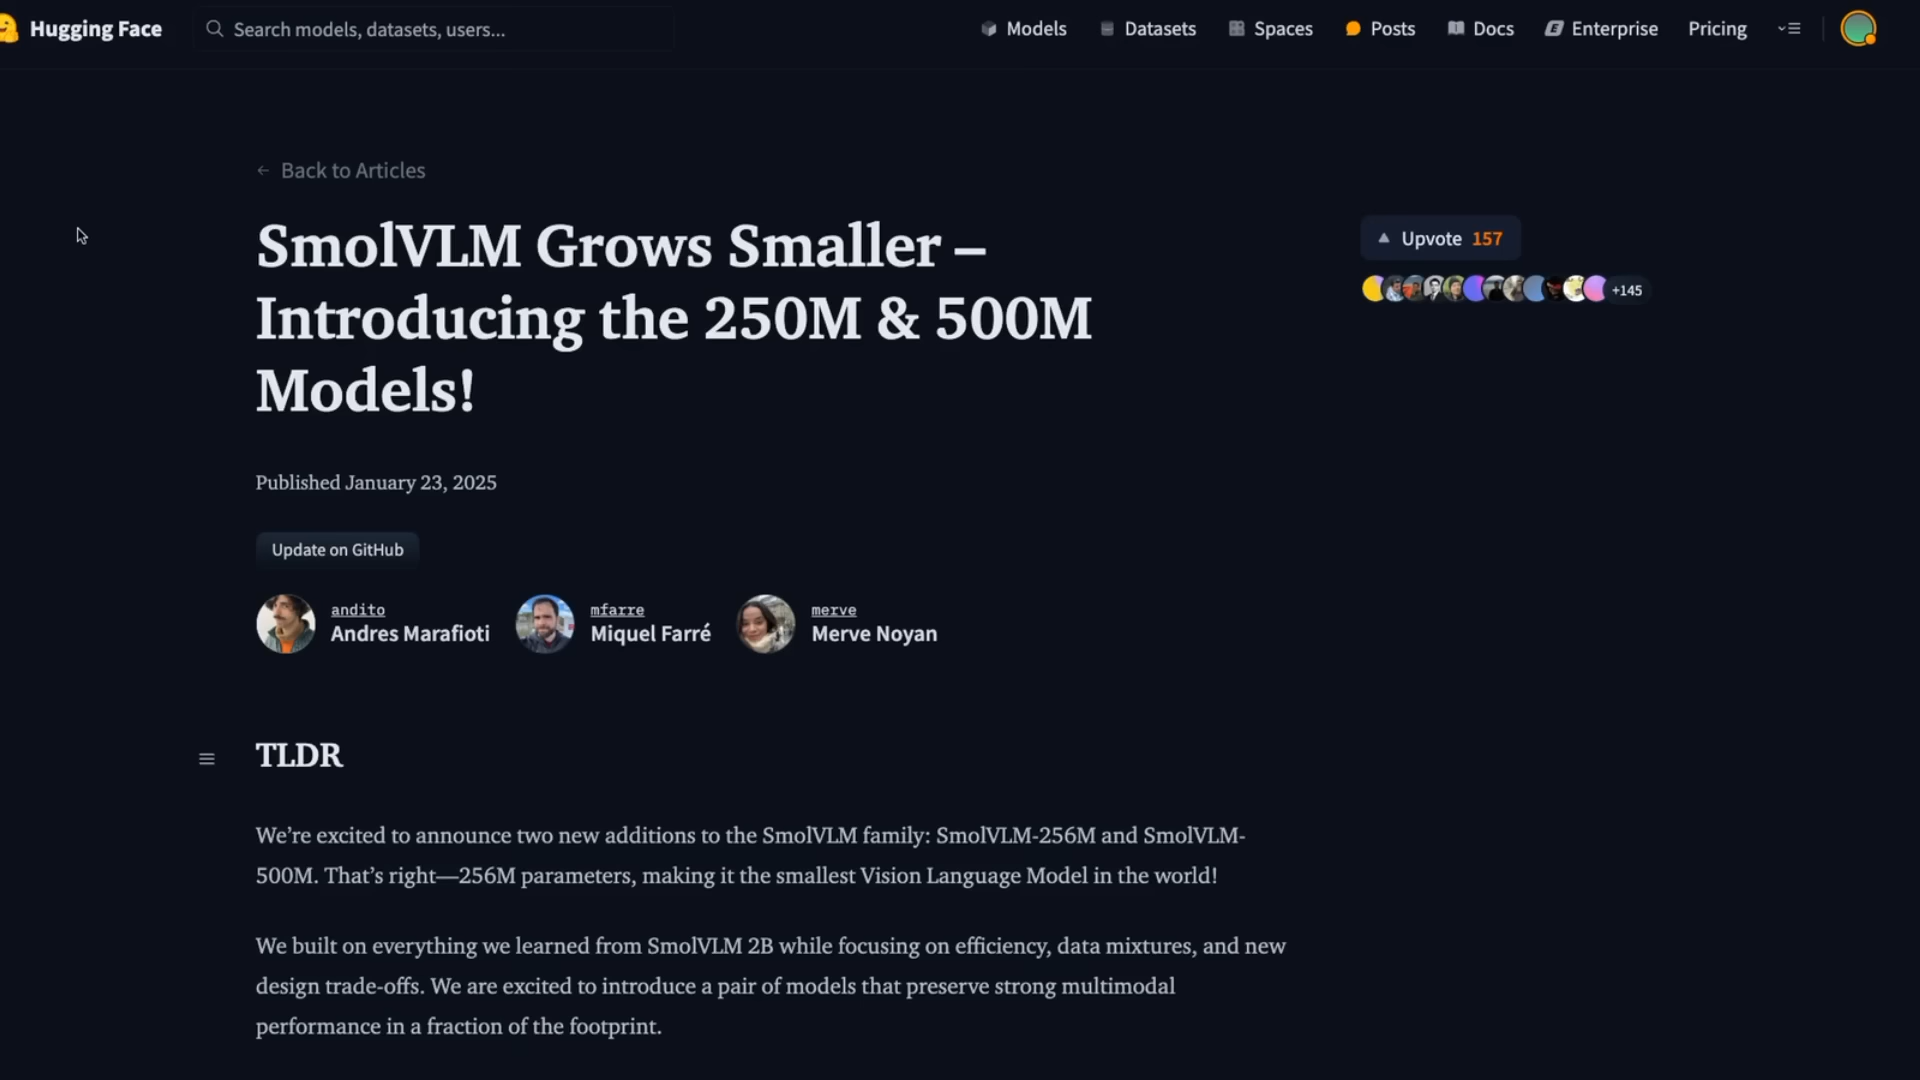 Hugging Face
Search models, datasets, users...
Models
Datasets
Spaces
Posts
Docs
Enterprise
Pricing
← Back to Articles
SmolVLM Grows Smaller –
Introducing the 250M & 500M
Models!
Upvote 157
+145
Published January 23, 2025
Update on GitHub
andito
Andres Marafioti
mfarre
Miquel Farré
merve
Merve Noyan
TLDR
We’re excited to announce two new additions to the SmolVLM family: SmolVLM-256M and SmolVLM-
500M. That’s right—256M parameters, making it the smallest Vision Language Model in the world!
We built on everything we learned from SmolVLM 2B while focusing on efficiency, data mixtures, and new
design trade-offs. We are excited to introduce a pair of models that preserve strong multimodal
performance in a fraction of the footprint.